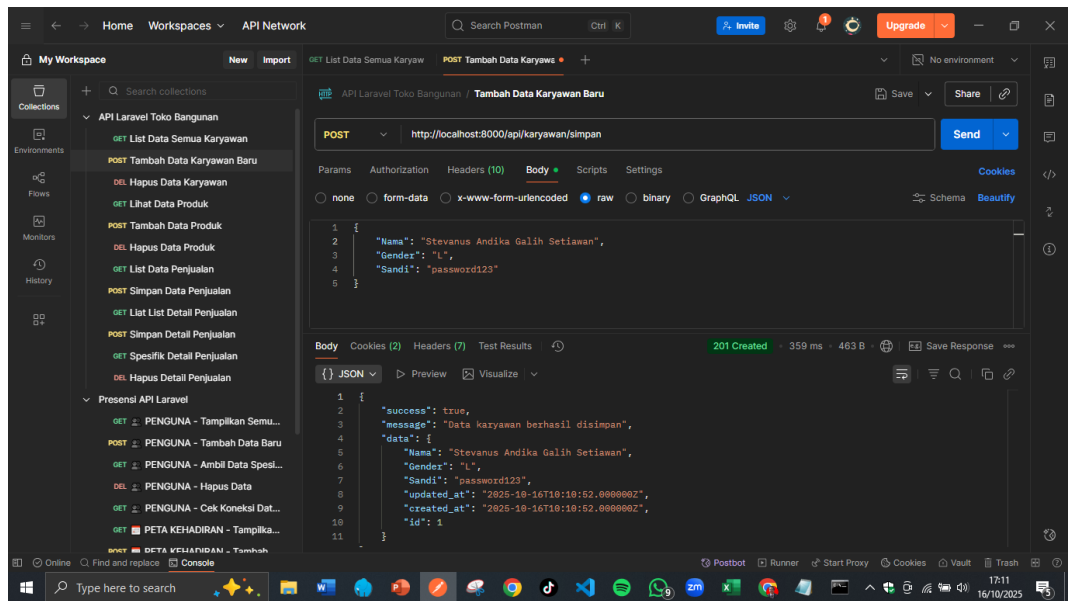 Home Workspaces API Network Search Postman Ctrl K Invite 1 Upgrade
My Workspace New Import GET List Data Semua Karyaw POST Tambah Data Karyawa No environment
Collections
Environments
Flows
Monitors
History
Search collections
API Laravel Toko Bangunan
GET List Data Semua Karyawan
POST Tambah Data Karyawan Baru
DEL Hapus Data Karyawan
GET Lihat Data Produk
POST Tambah Data Produk
DEL Hapus Data Produk
GET List Data Penjualan
POST Simpan Data Penjualan
GET Liat List Detail Penjualan
POST Simpan Detail Penjualan
GET Spesifik Detail Penjualan
DEL Hapus Detail Penjualan
Presensi API Laravel
GET PENGUNA - Tampilkan Semu...
POST PENGUNA - Tambah Data Baru
GET PENGUNA - Ambil Data Spesi...
DEL PENGUNA - Hapus Data
GET PENGUNA - Cek Koneksi Dat...
GET PETA KEHADIRAN - Tampilka...
POST PETA KEHADIRAN - Tambah
HTTP API Laravel Toko Bangunan / Tambah Data Karyawan Baru Save Share
POST http://localhost:8000/api/karyawan/simpan Send
Params Authorization Headers (10) Body Scripts Settings Cookies
none form-data x-www-form-urlencoded raw binary GraphQL JSON Schema Beautify
1 {
2 "Nama": "Stevanus Andika Galih Setiawan",
3 "Gender": "L",
4 "Sandi": "password123"
5 }
Body Cookies (2) Headers (7) Test Results 201 Created 359 ms 463 B Save Response
{} JSON Preview Visualize
1 {
2 "success": true,
3 "message": "Data karyawan berhasil disimpan",
4 "data": {
5 "Nama": "Stevanus Andika Galih Setiawan",
6 "Gender": "L",
7 "Sandi": "password123",
8 "updated_at": "2025-10-16T10:10:52.000000Z",
9 "created_at": "2025-10-16T10:10:52.000000Z",
10 "id": 1
11 }
Online Find and replace Console Postbot Runner Start Proxy Cookies Vault Trash
Type here to search 9 zm 17:11
16/10/2025 5